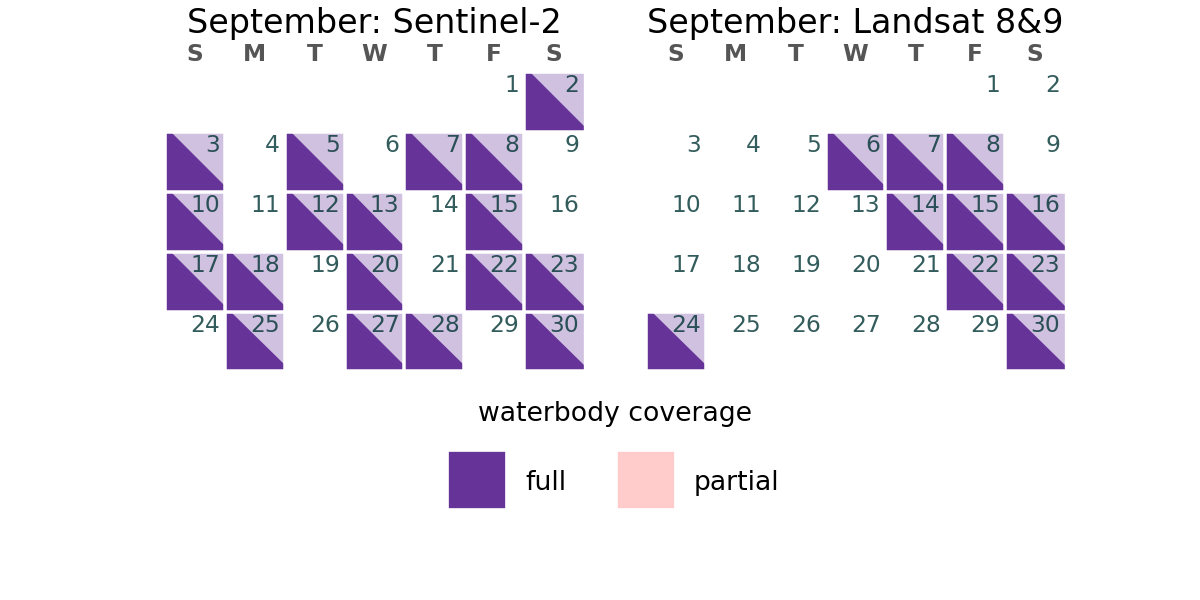 September: Sentinel-2
S M T W T F S
1 2
3 4 5 6 7 8 9
10 11 12 13 14 15 16
17 18 19 20 21 22 23
24 25 26 27 28 29 30
September: Landsat 8&9
S M T W T F S
1 2
3 4 5 6 7 8 9
10 11 12 13 14 15 16
17 18 19 20 21 22 23
24 25 26 27 28 29 30
waterbody coverage
full partial